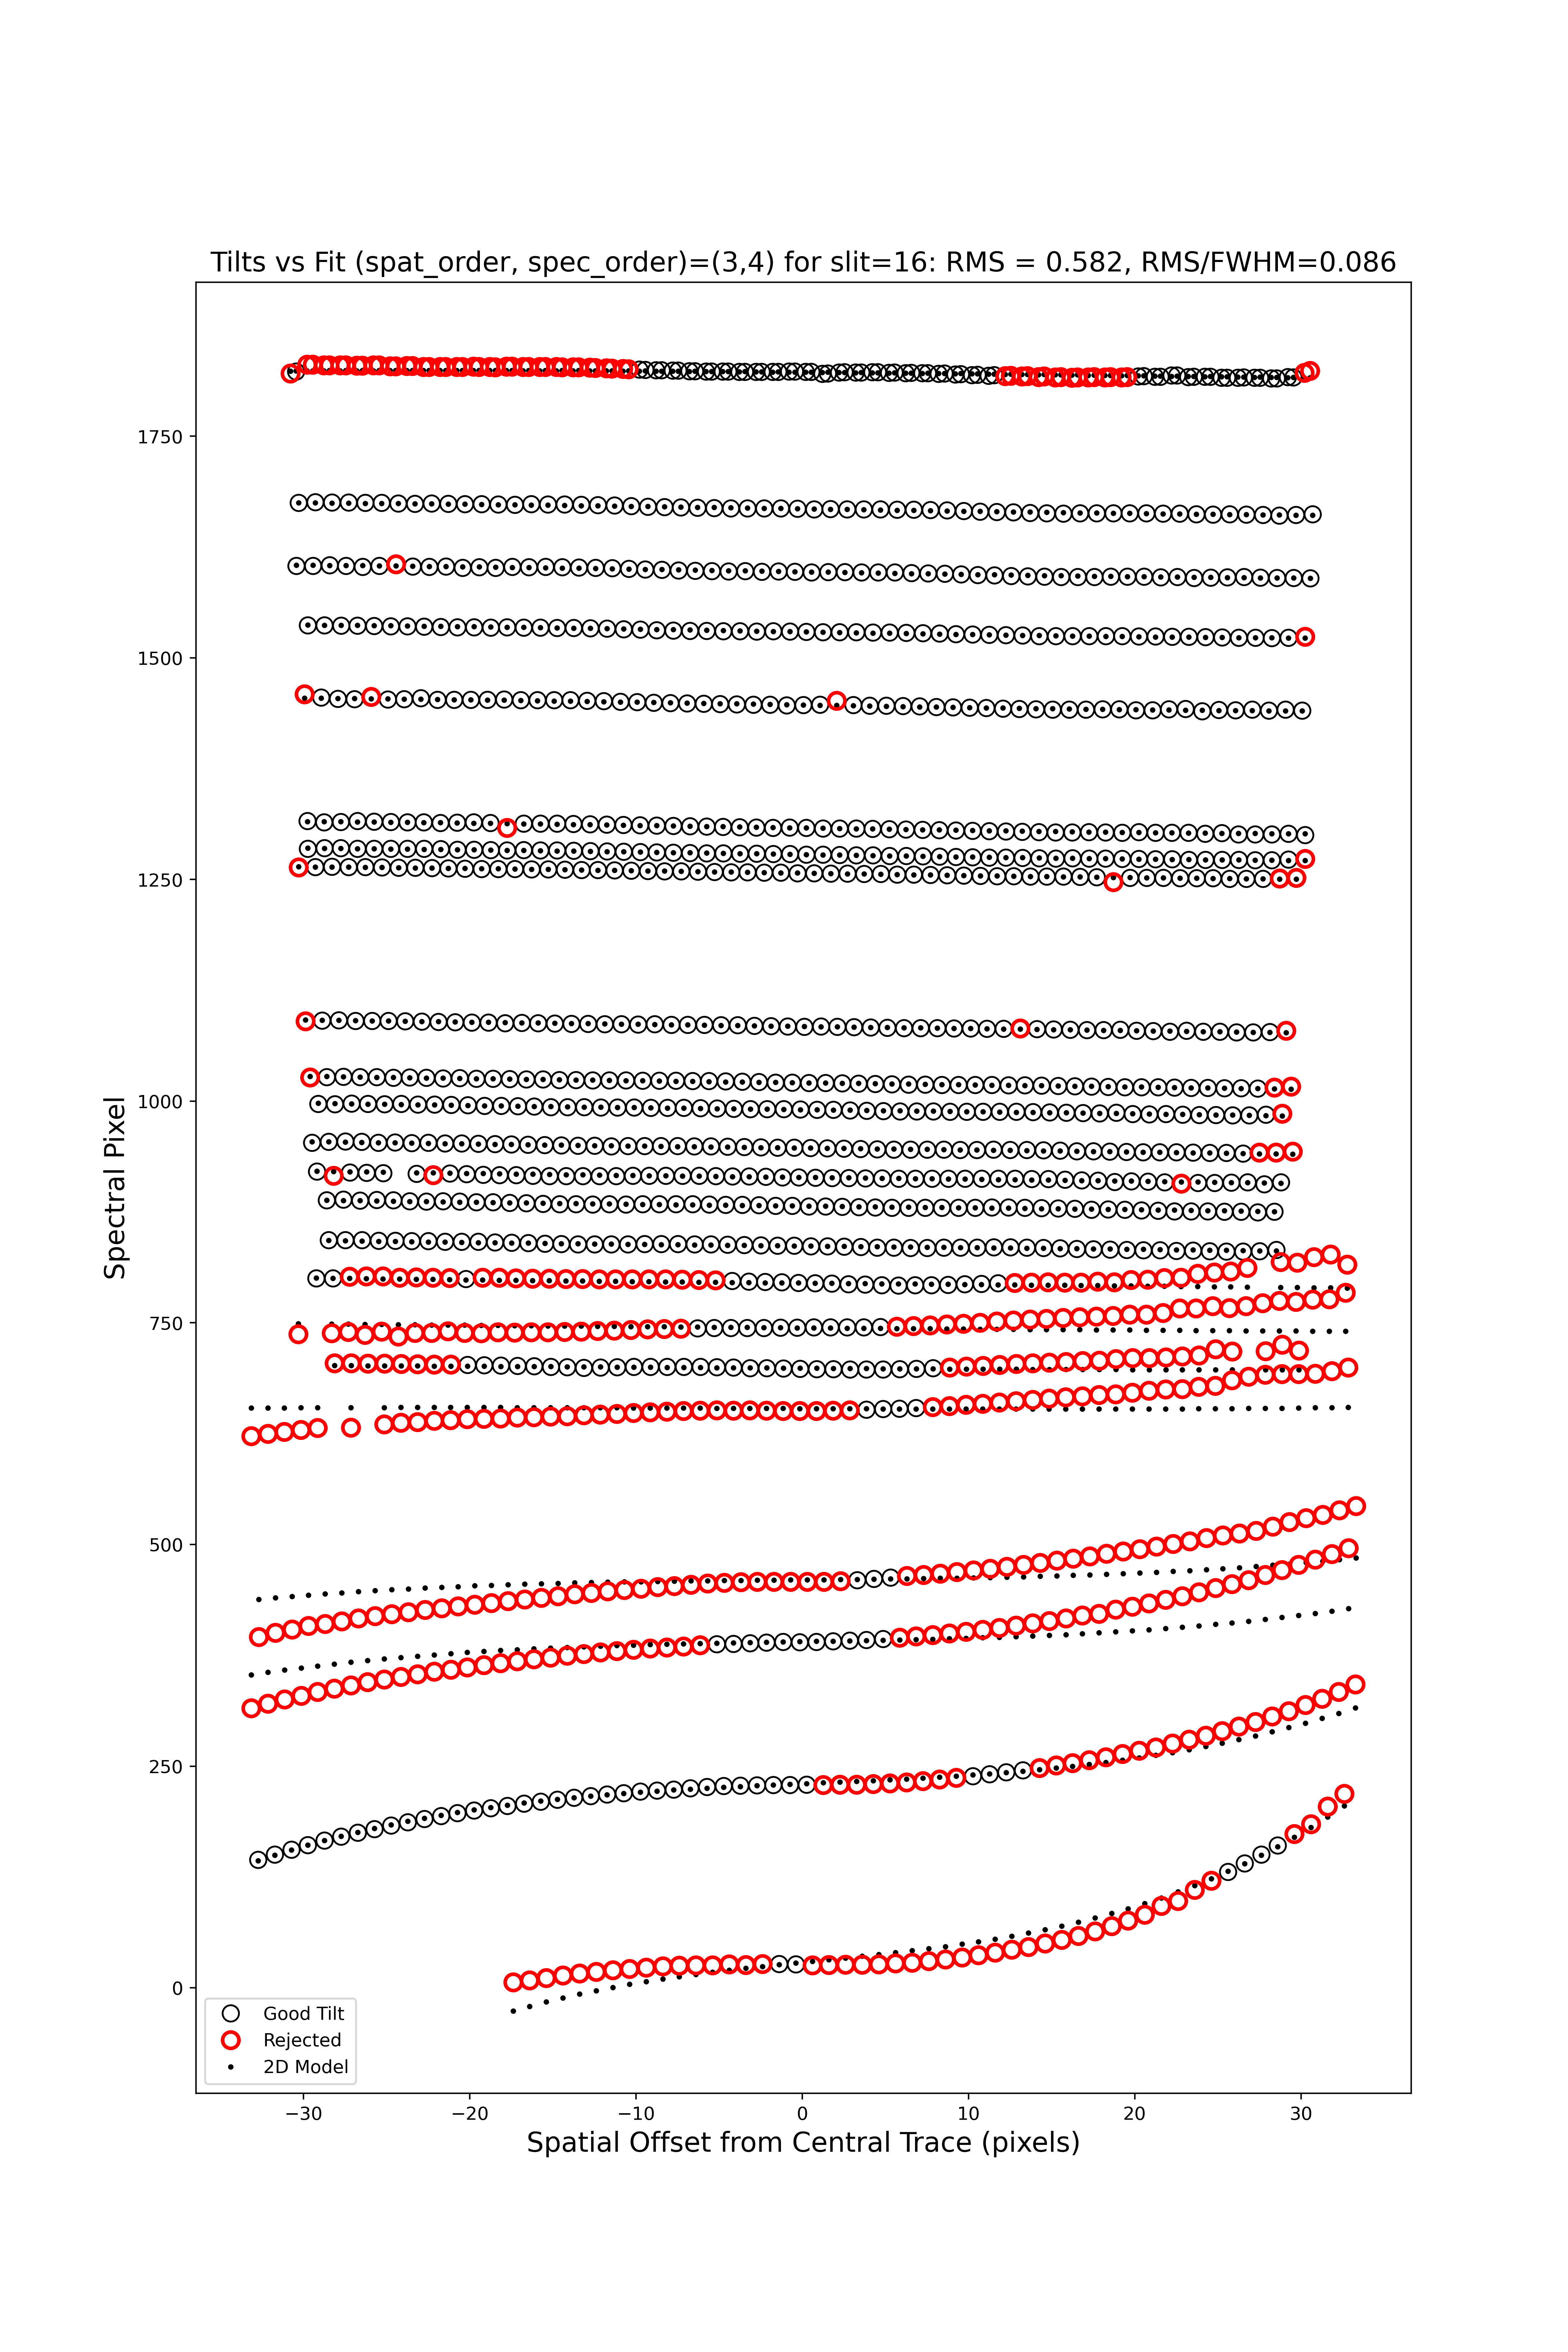 Tilts vs Fit (spat_order, spec_order)=(3,4) for slit=16: RMS = 0.582, RMS/FWHM=0.086
1750
1500
1250
1000
750
500
250
0
Spectral Pixel
Good Tilt
Rejected
2D Model
−30
−20
−10
0
10
20
30
Spatial Offset from Central Trace (pixels)